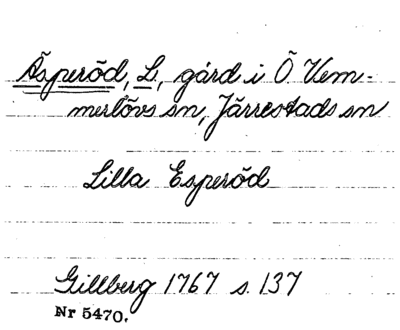 Äsperöd, L., gård i Ö. Vem-
merlövs sn, Järrestads sn
Lilla Esperöd
Gillberg 1767 s. 137
Nr 5470.